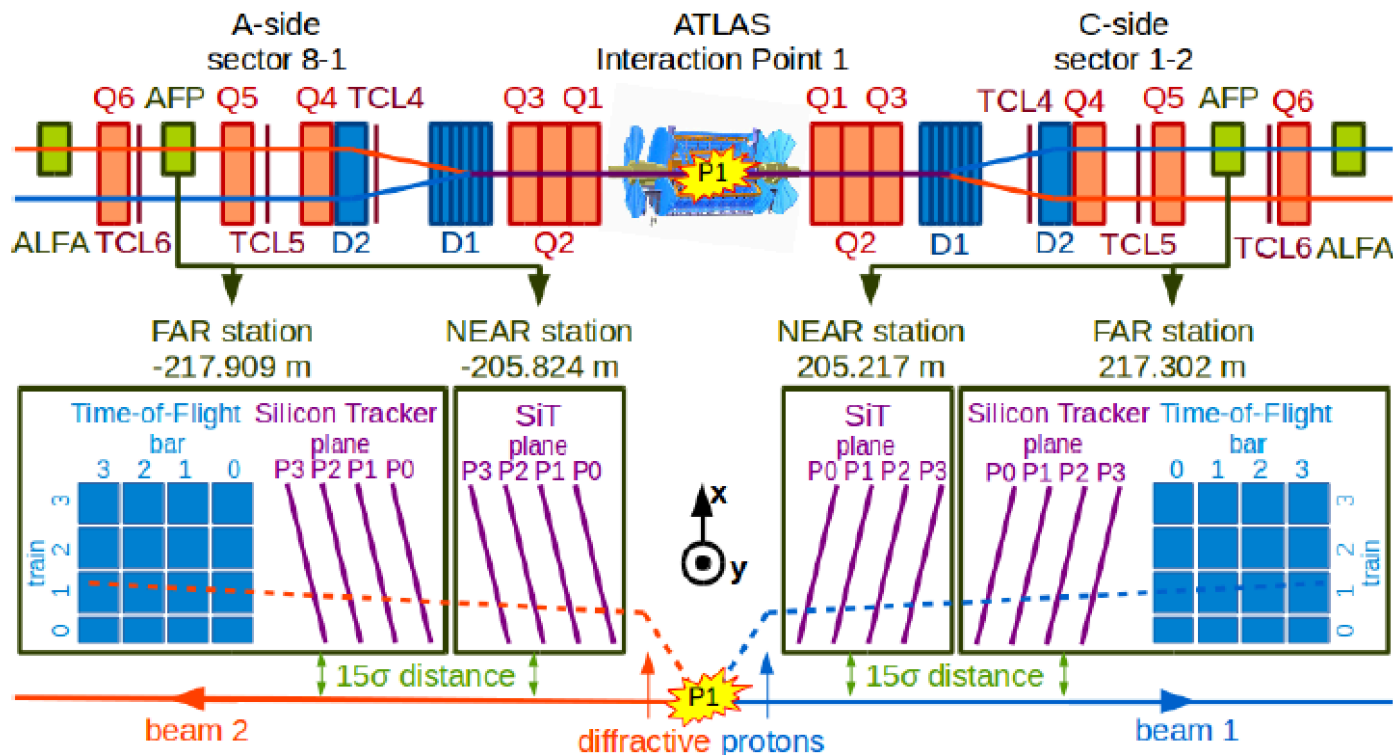 A-side
sector 8-1
ATLAS
Interaction Point 1
C-side
sector 1-2
Q6 AFP Q5 Q4 TCL4 Q3 Q1
Q1 Q3 TCL4 Q4 Q5 AFP Q6
P1
ALFA TCL6 TCL5 D2 D1 Q2
Q2 D1 D2 TCL5 TCL6 ALFA
FAR station
-217.909 m
NEAR station
-205.824 m
NEAR station
205.217 m
FAR station
217.302 m
Time-of-Flight
bar
3 2 1 0
train
3
2
1
0
Silicon Tracker
plane
P3 P2 P1 P0
SiT
plane
P3 P2 P1 P0
x
y
SiT
plane
P0 P1 P2 P3
Silicon Tracker
plane
P0 P1 P2 P3
Time-of-Flight
bar
0 1 2 3
3
2
1
0
train
15σ distance
15σ distance
P1
beam 2
diffractive protons
beam 1